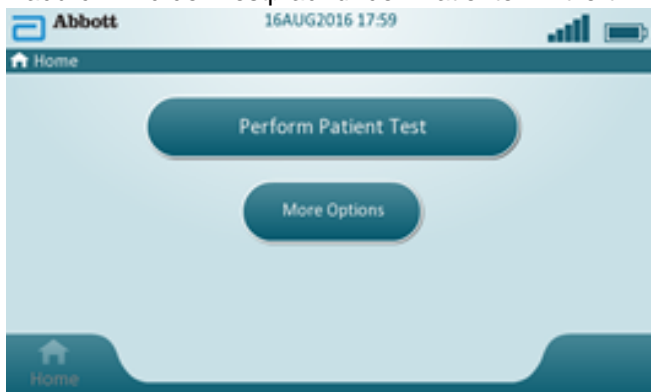 Abbott
16AUG2016 17:59
Home
Perform Patient Test
More Options
Home